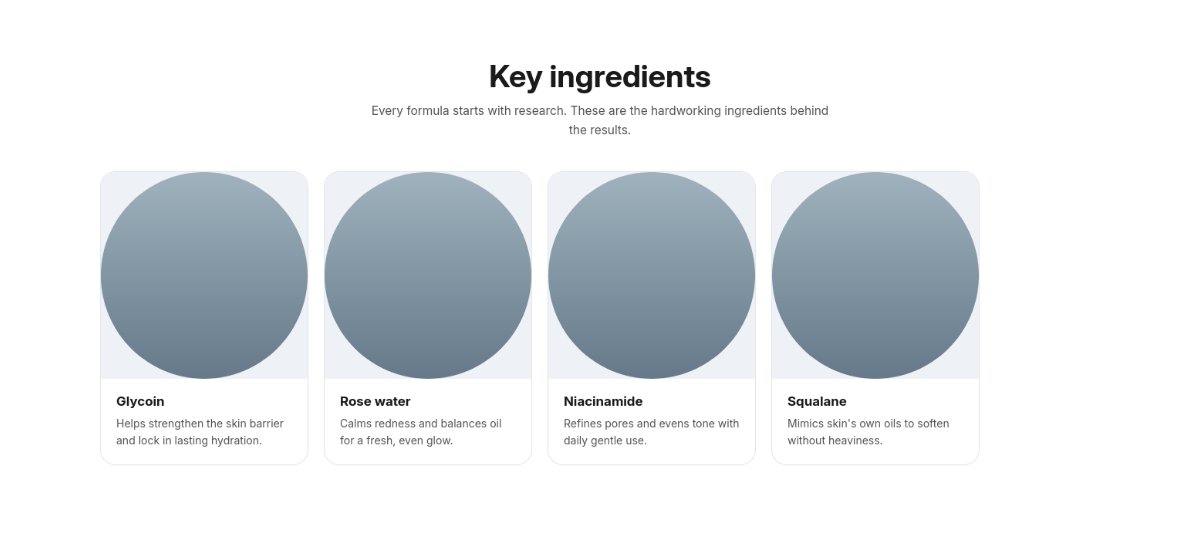 Key ingredients
Every formula starts with research. These are the hardworking ingredients behind
the results.
Glycoin
Helps strengthen the skin barrier
and lock in lasting hydration.
Rose water
Calms redness and balances oil
for a fresh, even glow.
Niacinamide
Refines pores and evens tone with
daily gentle use.
Squalane
Mimics skin's own oils to soften
without heaviness.